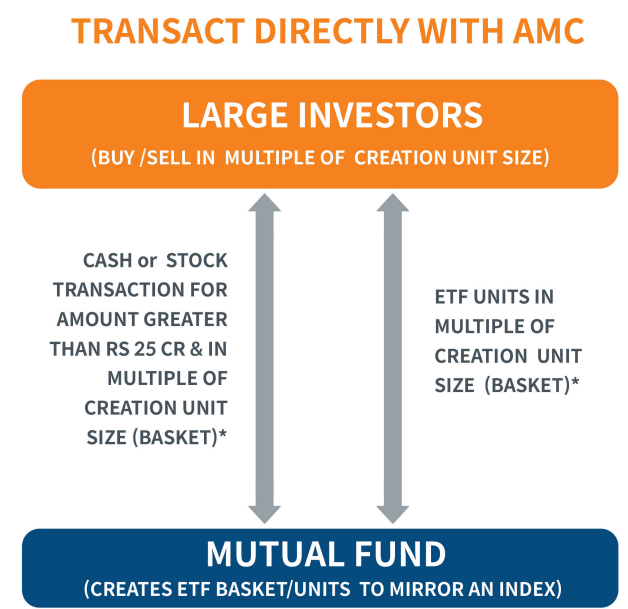 TRANSACT DIRECTLY WITH AMC
LARGE INVESTORS
(BUY /SELL IN MULTIPLE OF CREATION UNIT SIZE)
CASH or STOCK
TRANSACTION FOR
AMOUNT GREATER
THAN RS 25 CR & IN
MULTIPLE OF
CREATION UNIT
SIZE (BASKET)*
ETF UNITS IN
MULTIPLE OF
CREATION UNIT
SIZE (BASKET)*
MUTUAL FUND
(CREATES ETF BASKET/UNITS TO MIRROR AN INDEX)